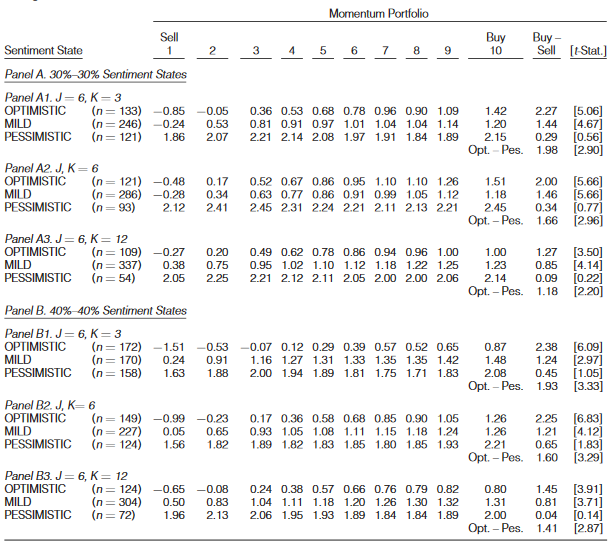 Momentum Portfolio
Sell Buy Buy –
Sentiment State 1 2 3 4 5 6 7 8 9 10 Sell [t-Stat.]
Panel A. 30%–30% Sentiment States
Panel A1. J = 6, K = 3
OPTIMISTIC (n = 133) −0.85 −0.05 0.36 0.53 0.68 0.78 0.96 0.90 1.09 1.42 2.27 [5.06]
MILD (n = 246) −0.24 0.53 0.81 0.91 0.97 1.01 1.04 1.04 1.14 1.20 1.44 [4.67]
PESSIMISTIC (n = 121) 1.86 2.07 2.21 2.14 2.08 1.97 1.91 1.84 1.89 2.15 0.29 [0.56]
Opt. – Pes. 1.98 [2.90]
Panel A2. J, K = 6
OPTIMISTIC (n = 121) −0.48 0.17 0.52 0.67 0.86 0.95 1.10 1.10 1.26 1.51 2.00 [5.66]
MILD (n = 286) −0.28 0.34 0.63 0.77 0.86 0.91 0.99 1.05 1.12 1.18 1.46 [5.66]
PESSIMISTIC (n = 93) 2.12 2.41 2.45 2.31 2.24 2.21 2.11 2.13 2.21 2.45 0.34 [0.77]
Opt. – Pes. 1.66 [2.96]
Panel A3. J = 6, K = 12
OPTIMISTIC (n = 109) −0.27 0.20 0.49 0.62 0.78 0.86 0.94 0.96 1.00 1.00 1.27 [3.50]
MILD (n = 337) 0.38 0.75 0.95 1.02 1.10 1.12 1.18 1.22 1.25 1.23 0.85 [4.14]
PESSIMISTIC (n = 54) 2.05 2.25 2.21 2.12 2.11 2.05 2.00 2.00 2.06 2.14 0.09 [0.22]
Opt. – Pes. 1.18 [2.20]
Panel B. 40%–40% Sentiment States
Panel B1. J = 6, K = 3
OPTIMISTIC (n = 172) −1.51 −0.53 −0.07 0.12 0.29 0.39 0.57 0.52 0.65 0.87 2.38 [6.09]
MILD (n = 170) 0.24 0.91 1.16 1.27 1.31 1.33 1.35 1.35 1.42 1.48 1.24 [2.97]
PESSIMISTIC (n = 158) 1.63 1.88 2.00 1.94 1.89 1.81 1.75 1.71 1.83 2.08 0.45 [1.05]
Opt. – Pes. 1.93 [3.33]
Panel B2. J, K= 6
OPTIMISTIC (n = 149) −0.99 −0.23 0.17 0.36 0.58 0.68 0.85 0.90 1.05 1.26 2.25 [6.83]
MILD (n = 227) 0.05 0.65 0.93 1.05 1.08 1.11 1.15 1.18 1.24 1.26 1.21 [4.12]
PESSIMISTIC (n = 124) 1.56 1.82 1.89 1.82 1.83 1.85 1.80 1.85 1.93 2.21 0.65 [1.83]
Opt. – Pes. 1.60 [3.29]
Panel B3. J = 6, K = 12
OPTIMISTIC (n = 124) −0.65 −0.08 0.24 0.38 0.57 0.66 0.76 0.79 0.82 0.80 1.45 [3.91]
MILD (n = 304) 0.50 0.83 1.04 1.11 1.18 1.20 1.26 1.30 1.32 1.31 0.81 [3.71]
PESSIMISTIC (n = 72) 1.96 2.13 2.06 1.95 1.93 1.89 1.84 1.84 1.89 2.00 0.04 [0.14]
Opt. – Pes. 1.41 [2.87]